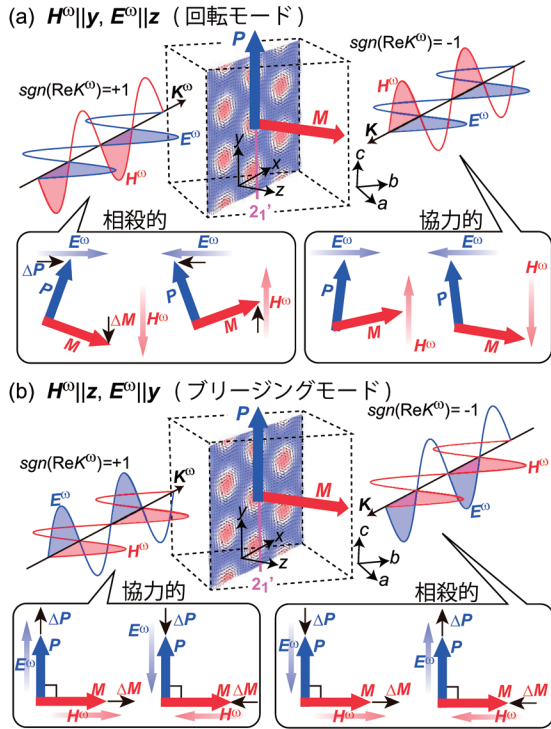 (a) Hω||y, Eω||z （回転モード）
sgn(ReKω)=+1
Kω
Eω
Hω
P
M
y
x
z
2₁'
sgn(ReKω)= -1
Hω
K
Eω
c
b
a
相殺的
Eω
ΔP
P
M
ΔM
Hω
Eω
P
M
Hω
協力的
Eω
P
M
Hω
Eω
P
M
Hω
(b) Hω||z, Eω||y （ブリージングモード）
sgn(ReKω)=+1
Kω
Eω
Hω
P
M
y
x
z
2₁'
sgn(ReKω)= -1
Hω
K
Eω
c
b
a
協力的
ΔP
P
Eω
M
ΔM
Hω
ΔP
Eω
P
M
ΔM
Hω
相殺的
ΔP
Eω
P
M
ΔM
Hω
ΔP
P
Eω
M
ΔM
Hω